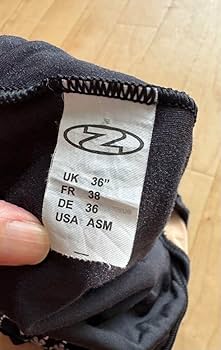 UK 36"
FR 38
DE 36
USA ASM